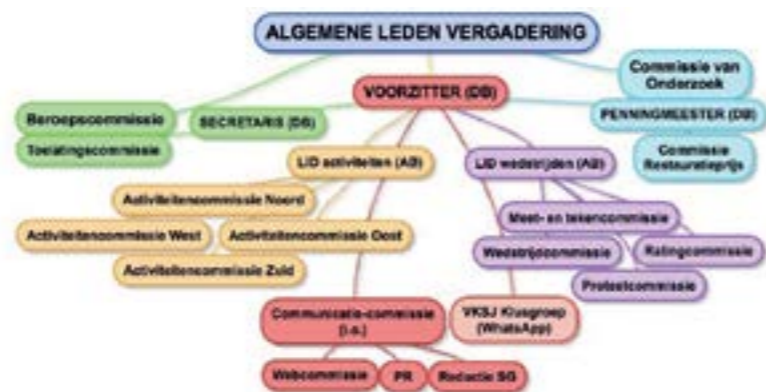 ALGEMENE LEDEN VERGADERING
Commissie van
Onderzoek
VOORZITTER (DB)
Beroepscommissie
SECRETARIS (DB)
PENNINGMEESTER (DB)
Toelatingscommissie
Commissie
Restauratieprijs
LID activiteiten (AB)
LID wedstrijden (AB)
Activiteitencommissie Noord
Meet- en tekencommissie
Activiteitencommissie West
Activiteitencommissie Oost
Wedstrijdcommissie
Ratingcommissie
Activiteitencommissie Zuid
Protestcommissie
Communicatie-commissie
(i.o.)
VKSJ Klusgroep
(WhatsApp)
Webcommissie
PR
Redactie SG